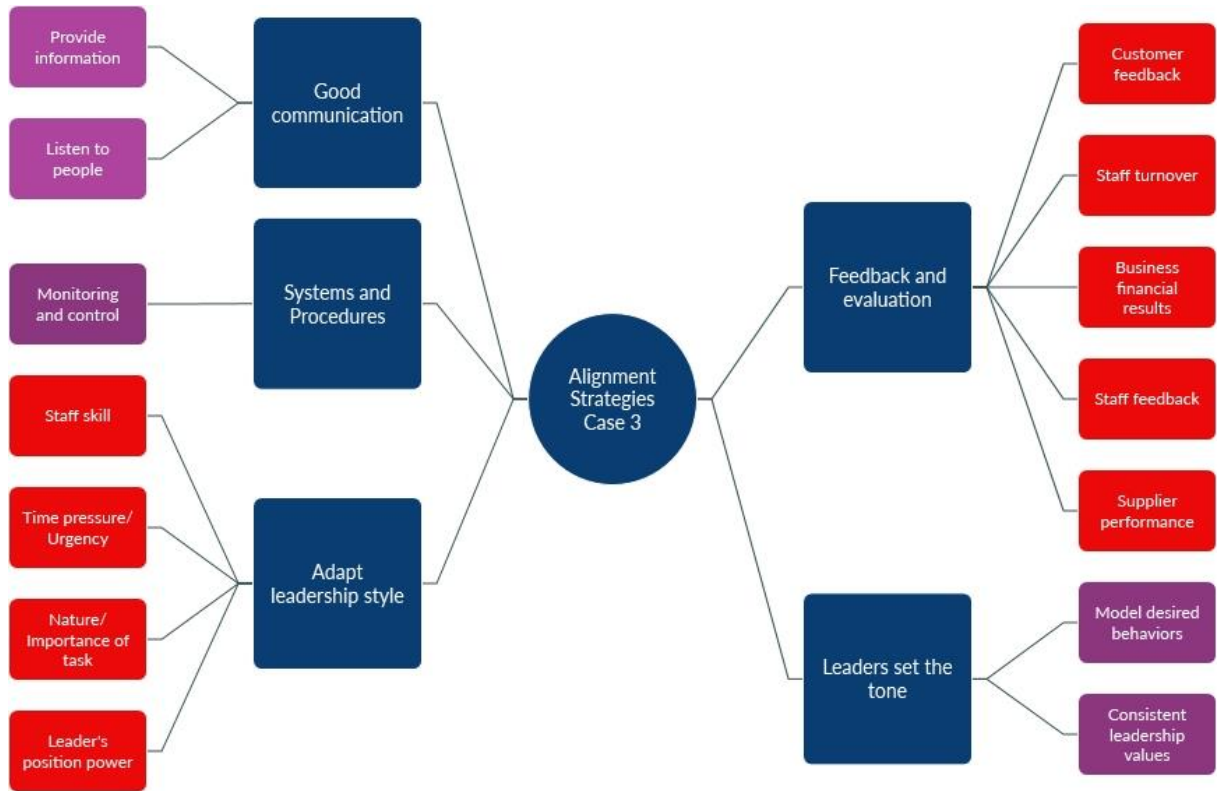 Provide
information
Listen to
people
Good
communication
Monitoring
and control
Systems and
Procedures
Staff skill
Time pressure/
Urgency
Nature/
Importance of
task
Leader's
position power
Adapt
leadership style
Alignment
Strategies
Case 3
Feedback and
evaluation
Customer
feedback
Staff turnover
Business
financial
results
Staff feedback
Supplier
performance
Leaders set the
tone
Model desired
behaviors
Consistent
leadership
values